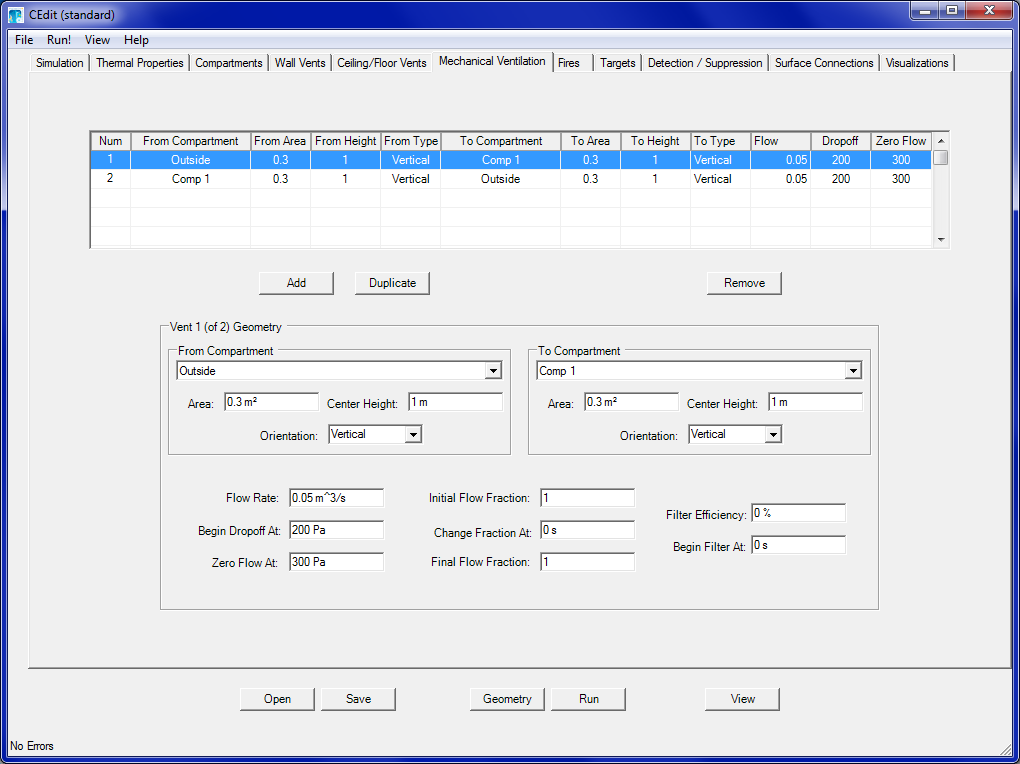 CEdit (standard)
File Run! View Help
Simulation Thermal Properties Compartments Wall Vents Ceiling/Floor Vents Mechanical Ventilation Fires Targets Detection / Suppression Surface Connections Visualizations
Num From Compartment From Area From Height From Type To Compartment To Area To Height To Type Flow Dropoff Zero Flow
1 Outside 0.3 1 Vertical Comp 1 0.3 1 Vertical 0.05 200 300
2 Comp 1 0.3 1 Vertical Outside 0.3 1 Vertical 0.05 200 300
Add Duplicate Remove
Vent 1 (of 2) Geometry
From Compartment To Compartment
Outside Comp 1
Area: 0.3 m² Center Height: 1 m Area: 0.3 m² Center Height: 1 m
Orientation: Vertical Orientation: Vertical
Flow Rate: 0.05 m^3/s Initial Flow Fraction: 1
Filter Efficiency: 0 %
Begin Dropoff At: 200 Pa Change Fraction At: 0 s
Begin Filter At: 0 s
Zero Flow At: 300 Pa Final Flow Fraction: 1
Open Save Geometry Run View
No Errors